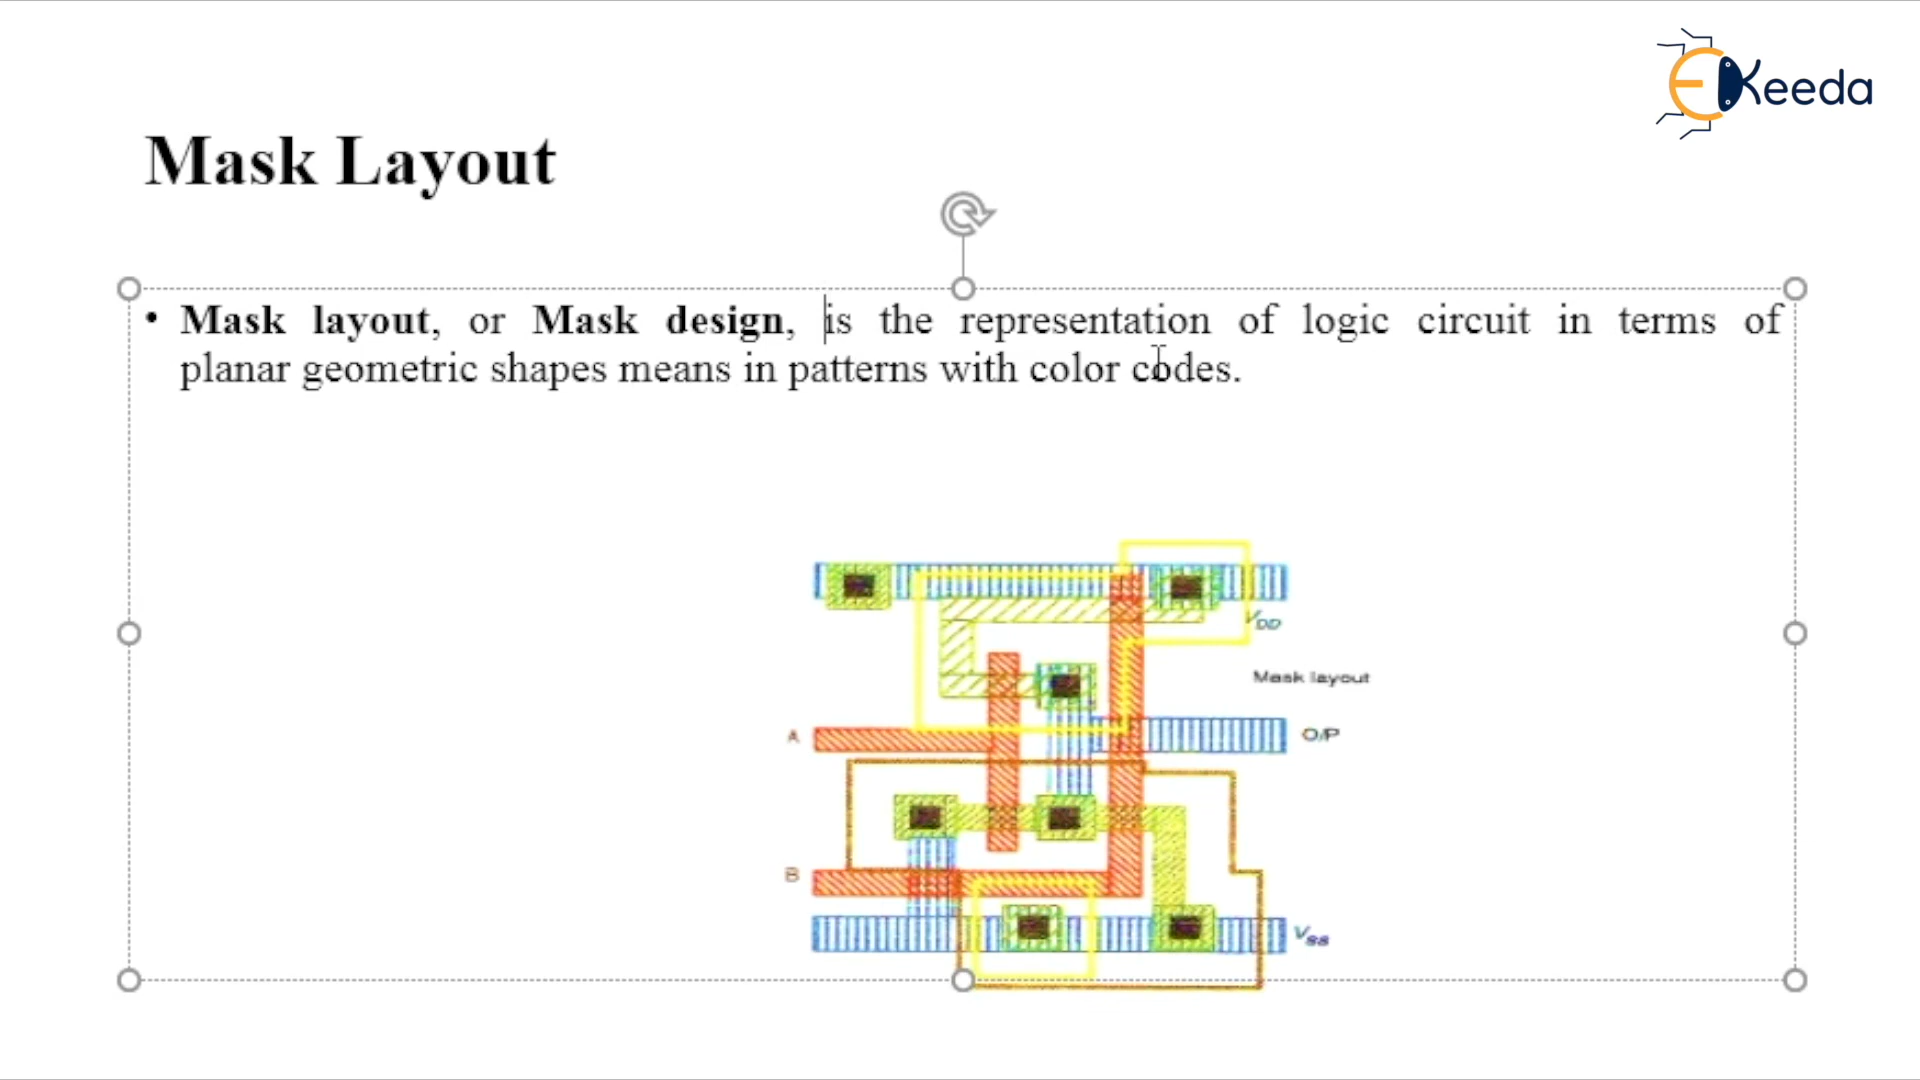 EKeeda
Mask Layout
• Mask layout, or Mask design, is the representation of logic circuit in terms of
planar geometric shapes means in patterns with color codes.
VDD
Mask layout
A
O/P
B
VSS